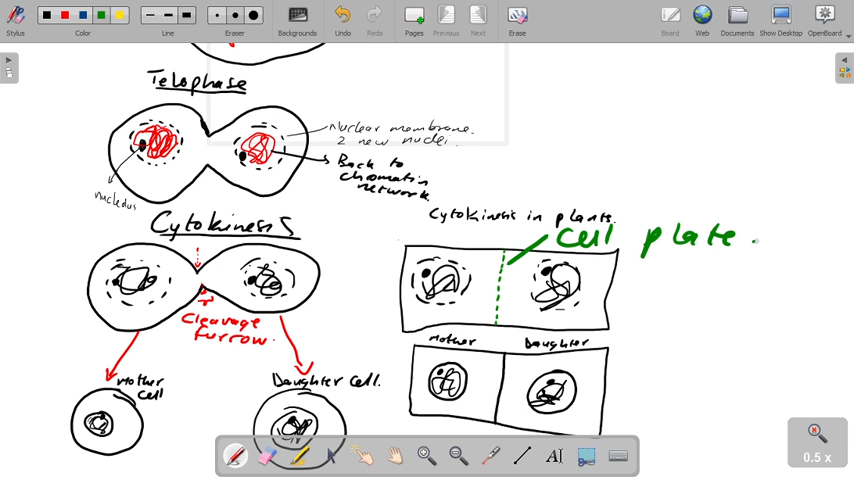 Color
Line
Eraser
Stylus
Backgrounds
Undo
Redo
Pages
Previous
Next
Erase
Board
Web
Documents
Show Desktop
OpenBoard
Telophase
Nuclear membrane.
2 new nuclei.
Back to
chromatin
network.
nucleolus
Cytokinesis
Cleavage
furrow.
Mother
cell
Daughter cell.
Cytokinesis in plants.
Cell plate.
Mother
Daughter
0.5 x